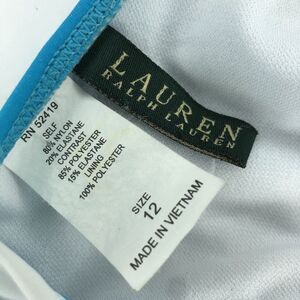 LAUREN
RALPH LAUREN
RN 52419
SELF
80% NYLON
20% ELASTANE
CONTRAST
85% POLYESTER
15% ELASTANE
LINING
100% POLYESTER
SIZE
12
MADE IN VIETNAM